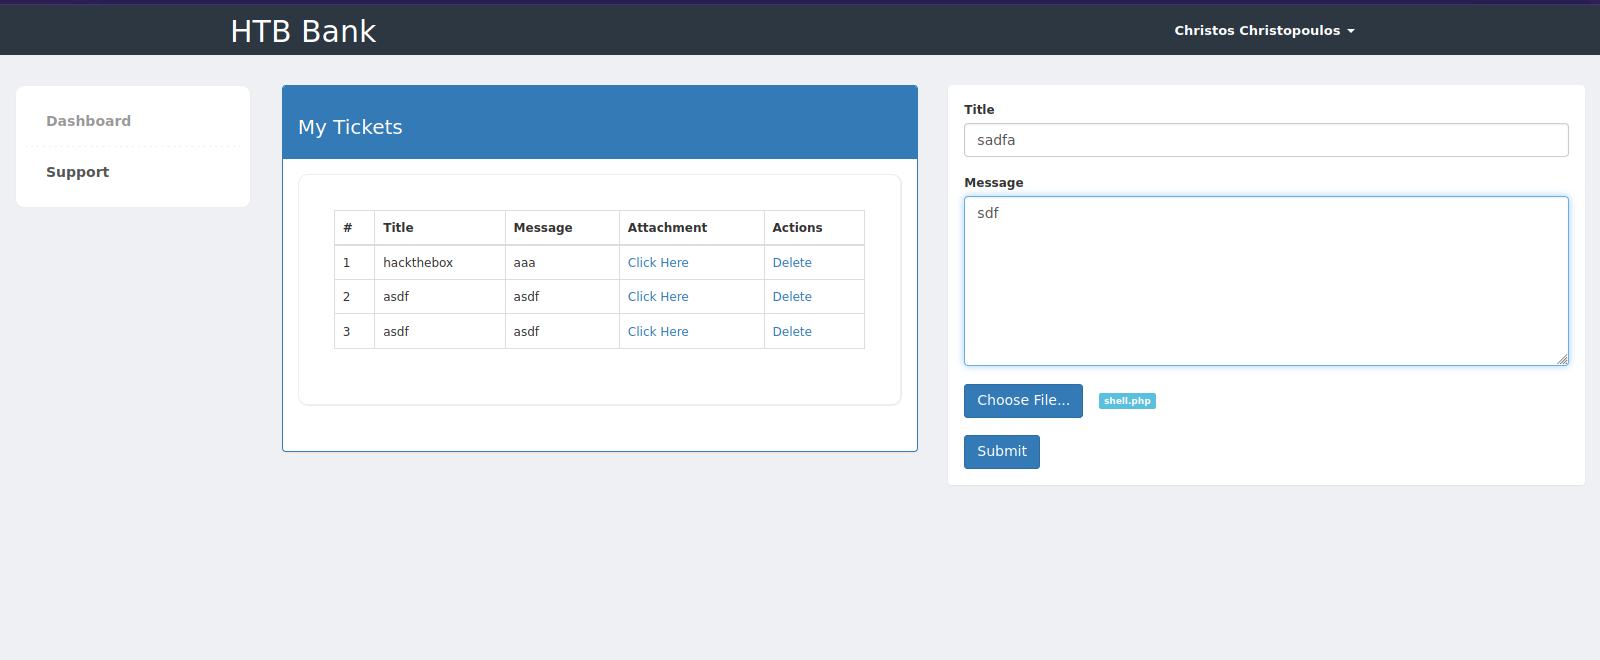 HTB Bank
Christos Christopoulos
Dashboard
Support
My Tickets
# Title Message Attachment Actions
1 hackthebox aaa Click Here Delete
2 asdf asdf Click Here Delete
3 asdf asdf Click Here Delete
Title
sadfa
Message
sdf
Choose File... shell.php
Submit